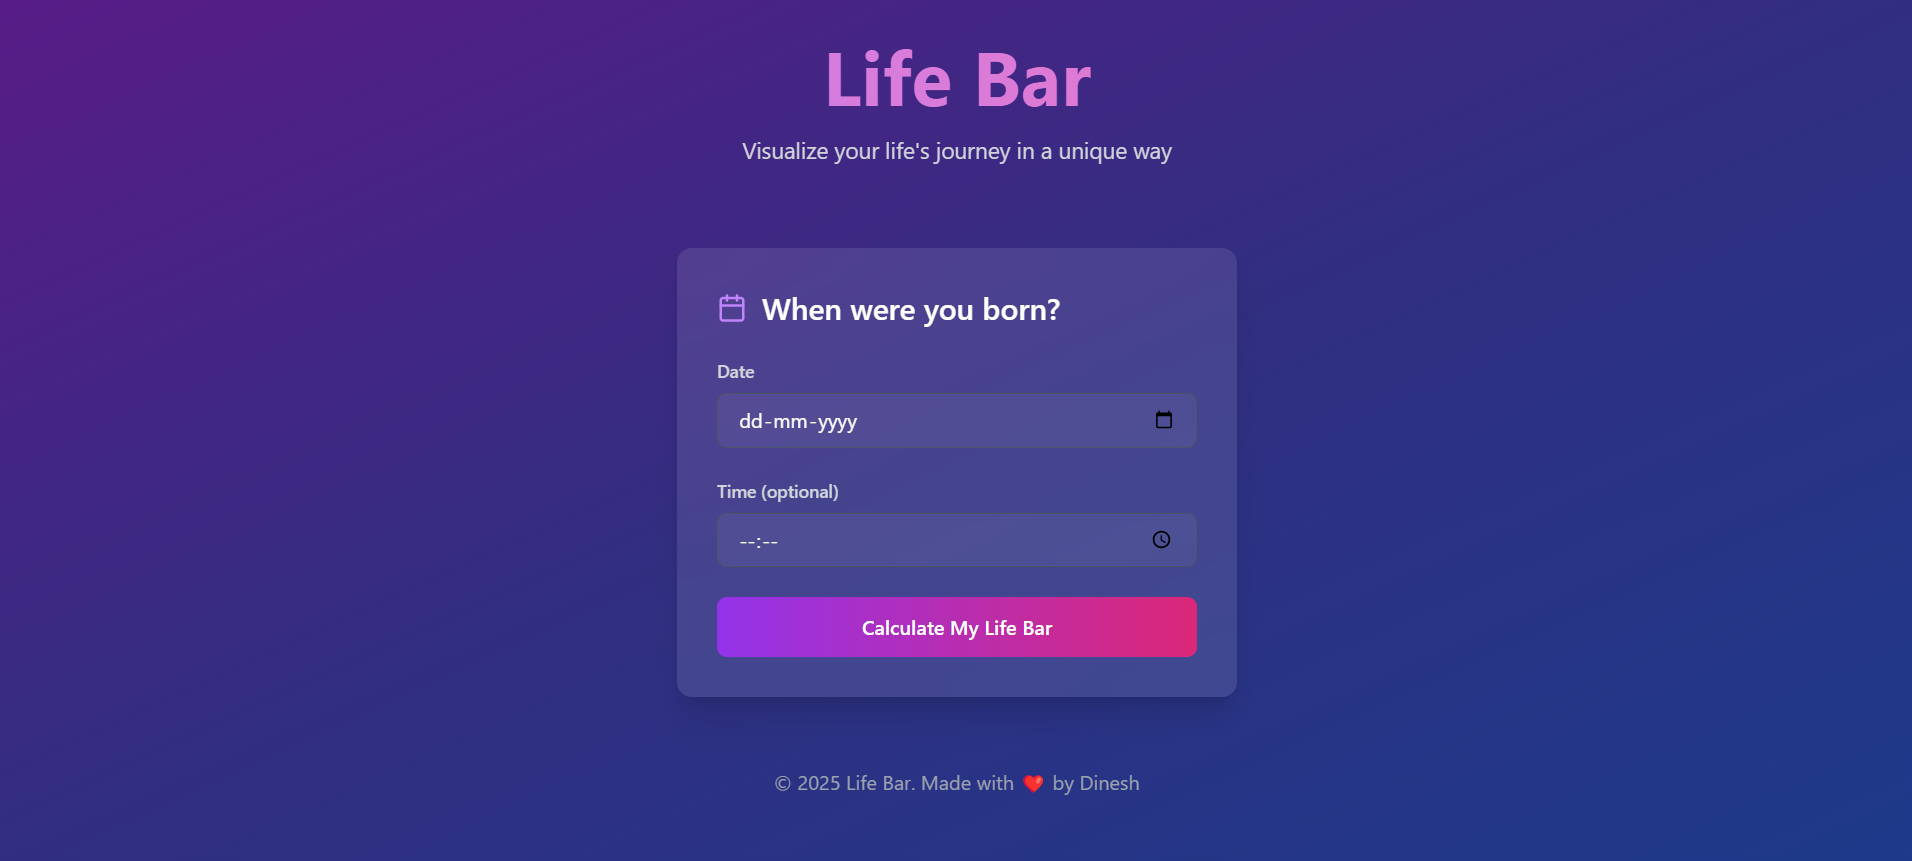 Life Bar
Visualize your life's journey in a unique way
When were you born?
Date
dd-mm-yyyy
Time (optional)
--:--
Calculate My Life Bar
© 2025 Life Bar. Made with ❤️ by Dinesh